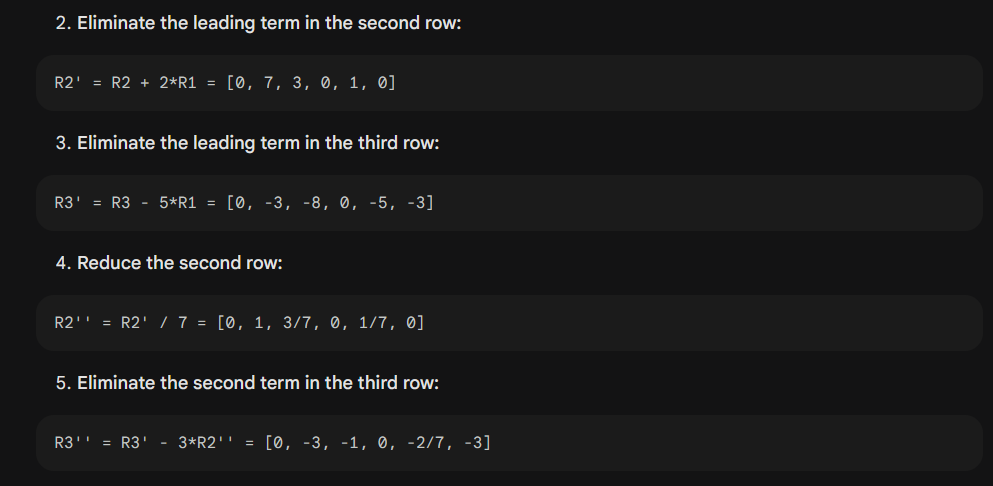 2. Eliminate the leading term in the second row:
R2' = R2 + 2*R1 = [0, 7, 3, 0, 1, 0]
3. Eliminate the leading term in the third row:
R3' = R3 - 5*R1 = [0, -3, -8, 0, -5, -3]
4. Reduce the second row:
R2'' = R2' / 7 = [0, 1, 3/7, 0, 1/7, 0]
5. Eliminate the second term in the third row:
R3'' = R3' - 3*R2'' = [0, -3, -1, 0, -2/7, -3]